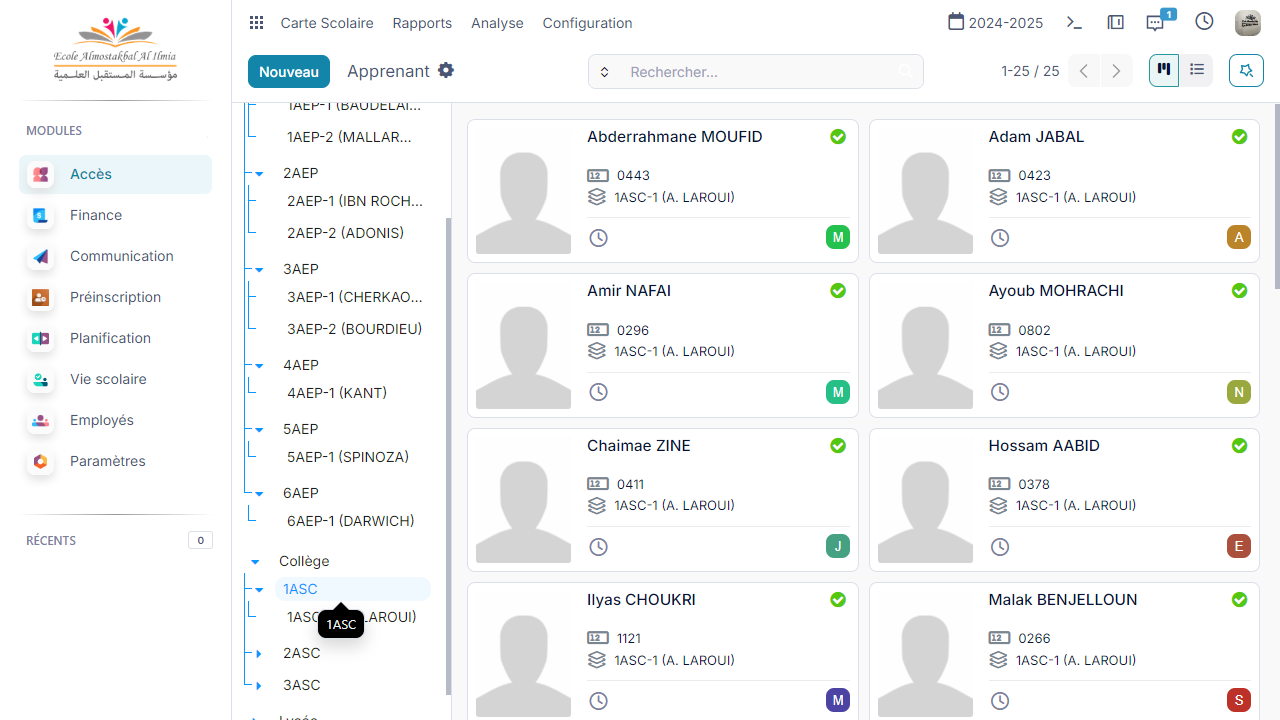 Ecole Almostakbal Al Ilmia
مؤسسة المستقبل العلمية
MODULES
Accès
Finance
Communication
Préinscription
Planification
Vie scolaire
Employés
Paramètres
RÉCENTS
0
Carte Scolaire
Rapports
Analyse
Configuration
2024-2025
1
Nouveau
Apprenant
Rechercher...
1-25 / 25
1AEP-1 (BAUDELAI...
1AEP-2 (MALLAR...
2AEP
2AEP-1 (IBN ROCH...
2AEP-2 (ADONIS)
3AEP
3AEP-1 (CHERKAO...
3AEP-2 (BOURDIEU)
4AEP
4AEP-1 (KANT)
5AEP
5AEP-1 (SPINOZA)
6AEP
6AEP-1 (DARWICH)
Collège
1ASC
1ASC LAROUI)
1ASC
2ASC
3ASC
Lycée
Abderrahmane MOUFID
0443
1ASC-1 (A. LAROUI)
M
Adam JABAL
0423
1ASC-1 (A. LAROUI)
A
Amir NAFAI
0296
1ASC-1 (A. LAROUI)
M
Ayoub MOHRACHI
0802
1ASC-1 (A. LAROUI)
N
Chaimae ZINE
0411
1ASC-1 (A. LAROUI)
J
Hossam AABID
0378
1ASC-1 (A. LAROUI)
E
Ilyas CHOUKRI
1121
1ASC-1 (A. LAROUI)
M
Malak BENJELLOUN
0266
1ASC-1 (A. LAROUI)
S